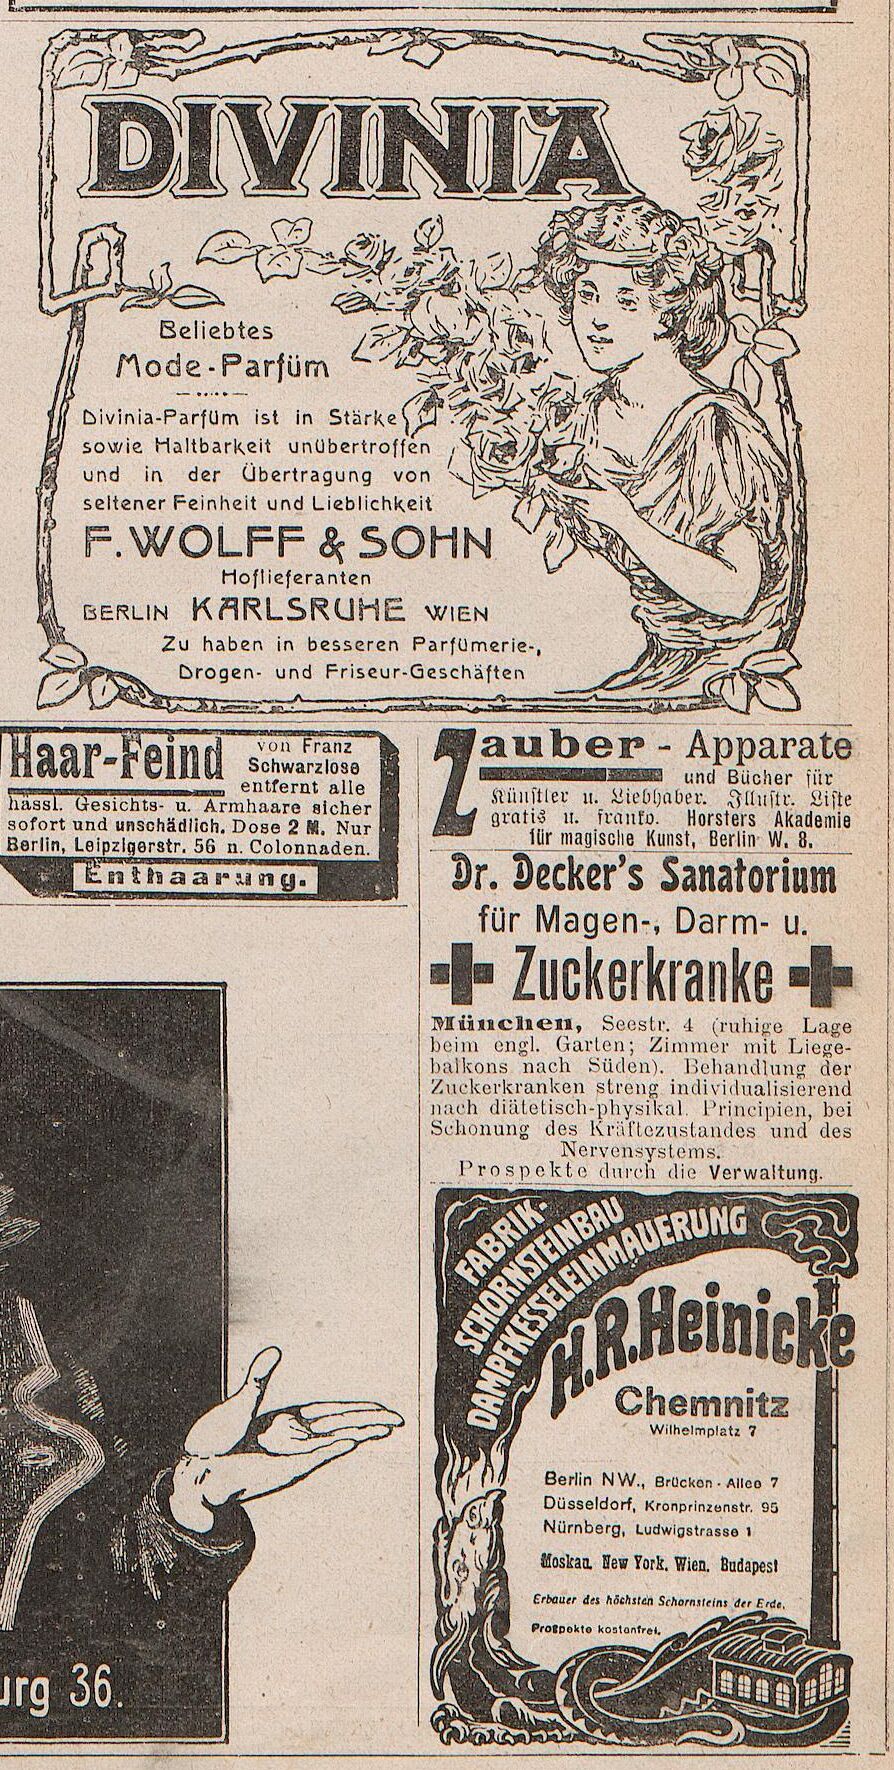 DIVINIA
Beliebtes
Mode-Parfüm
Divinia-Parfüm ist in Stärke
sowie Haltbarkeit unübertroffen
und in der Übertragung von
seltener Feinheit und Lieblichkeit
F. WOLFF & SOHN
Hoflieferanten
BERLIN KARLSRUHE WIEN
Zu haben in besseren Parfümerie-,
Drogen- und Friseur-Geschäften
Haar-Feind
von Franz
Schwarzlose
entfernt alle
hässl. Gesichts- u. Armhaare sicher
sofort und unschädlich. Dose 2 M. Nur
Berlin, Leipzigerstr. 56 n. Colonnaden.
Enthaarung.
Zauber-Apparate
und Bücher für
Künstler u. Liebhaber. Illustr. Liste
gratis u. franko. Horsters Akademie
für magische Kunst, Berlin W. 8.
Dr. Decker's Sanatorium
für Magen-, Darm- u.
Zuckerkranke
München, Seestr. 4 (ruhige Lage
beim engl. Garten; Zimmer mit Liege-
balkons nach Süden). Behandlung der
Zuckerkranken streng individualisierend
nach diätetisch-physikal. Principien, bei
Schonung des Kräftezustandes und des
Nervensystems.
Prospekte durch die Verwaltung.
FABRIK-
SCHORNSTEINBAU
DAMPFKESSELEINMAUERUNG
H.R.Heinicke
Chemnitz
Wilhelmplatz 7
Berlin NW., Brücken-Allee 7
Düsseldorf, Kronprinzenstr. 95
Nürnberg, Ludwigstrasse 1
Moskau. New York. Wien. Budapest
Erbauer des höchsten Schornsteins der Erde.
Prospekte kostenfrei.
urg 36.